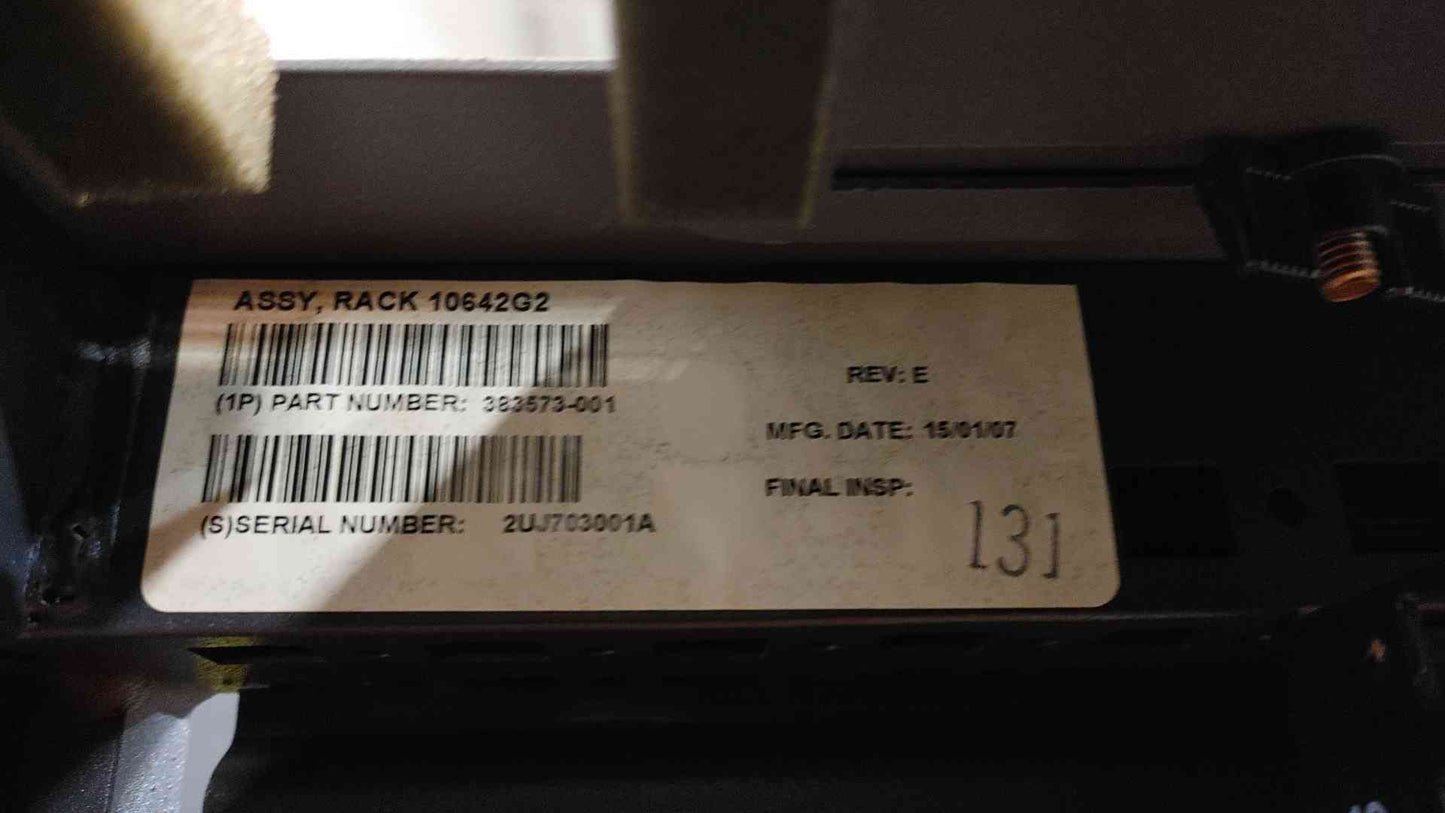 ASSY, RACK 10642G2
(1P) PART NUMBER: 383573-001
(S)SERIAL NUMBER: 2UJ703001A
REV: E
MFG. DATE: 15/01/07
FINAL INSP:
131